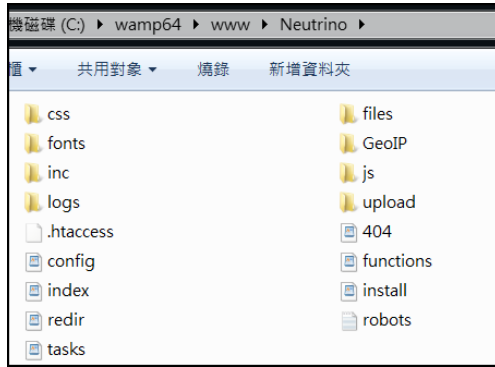 機磁碟 (C:) ▸ wamp64 ▸ www ▸ Neutrino ▸
櫃 ▾ 共用對象 ▾ 燒錄 新增資料夾
css files
fonts GeoIP
inc js
logs upload
.htaccess 404
config functions
index install
redir robots
tasks